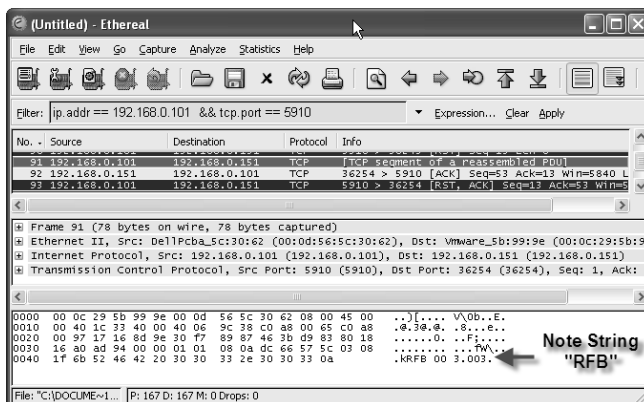 (Untitled) - Ethereal
File Edit View Go Capture Analyze Statistics Help
Filter: ip.addr == 192.168.0.101 && tcp.port == 5910 Expression... Clear Apply
No. . Source Destination Protocol Info
91 192.168.0.101 192.168.0.151 TCP [TCP segment of a reassembled PDU]
92 192.168.0.151 192.168.0.101 TCP 36254 > 5910 [ACK] Seq=53 Ack=13 Win=5840 L
93 192.168.0.101 192.168.0.151 TCP 5910 > 36254 [RST, ACK] Seq=13 Ack=53 Win=5
Frame 91 (78 bytes on wire, 78 bytes captured)
Ethernet II, Src: DellPcba_5c:30:62 (00:0d:56:5c:30:62), Dst: Vmware_5b:99:9e (00:0c:29:5b:9
Internet Protocol, Src: 192.168.0.101 (192.168.0.101), Dst: 192.168.0.151 (192.168.0.151)
Transmission Control Protocol, Src Port: 5910 (5910), Dst Port: 36254 (36254), Seq: 1, Ack:
0000 00 0c 29 5b 99 9e 00 0d 56 5c 30 62 08 00 45 00 ..)[.... V\0b..E.
0010 00 40 1c 33 40 00 40 06 9c 38 c0 a8 00 65 c0 a8 .@.3@.@. .8...e..
0020 00 97 17 16 8d 9e 30 f7 89 87 46 3b d9 83 80 18 ......0. ..F;....
0030 16 a0 ad 94 00 00 01 01 08 0a dc 66 57 5c 03 08 ........ ...fW\..
0040 1f 6b 52 46 42 20 30 30 33 2e 30 30 33 0a .kRFB 00 3.003.
Note String
"RFB"
File: "C:\DOCUME~1... P: 167 D: 167 M: 0 Drops: 0